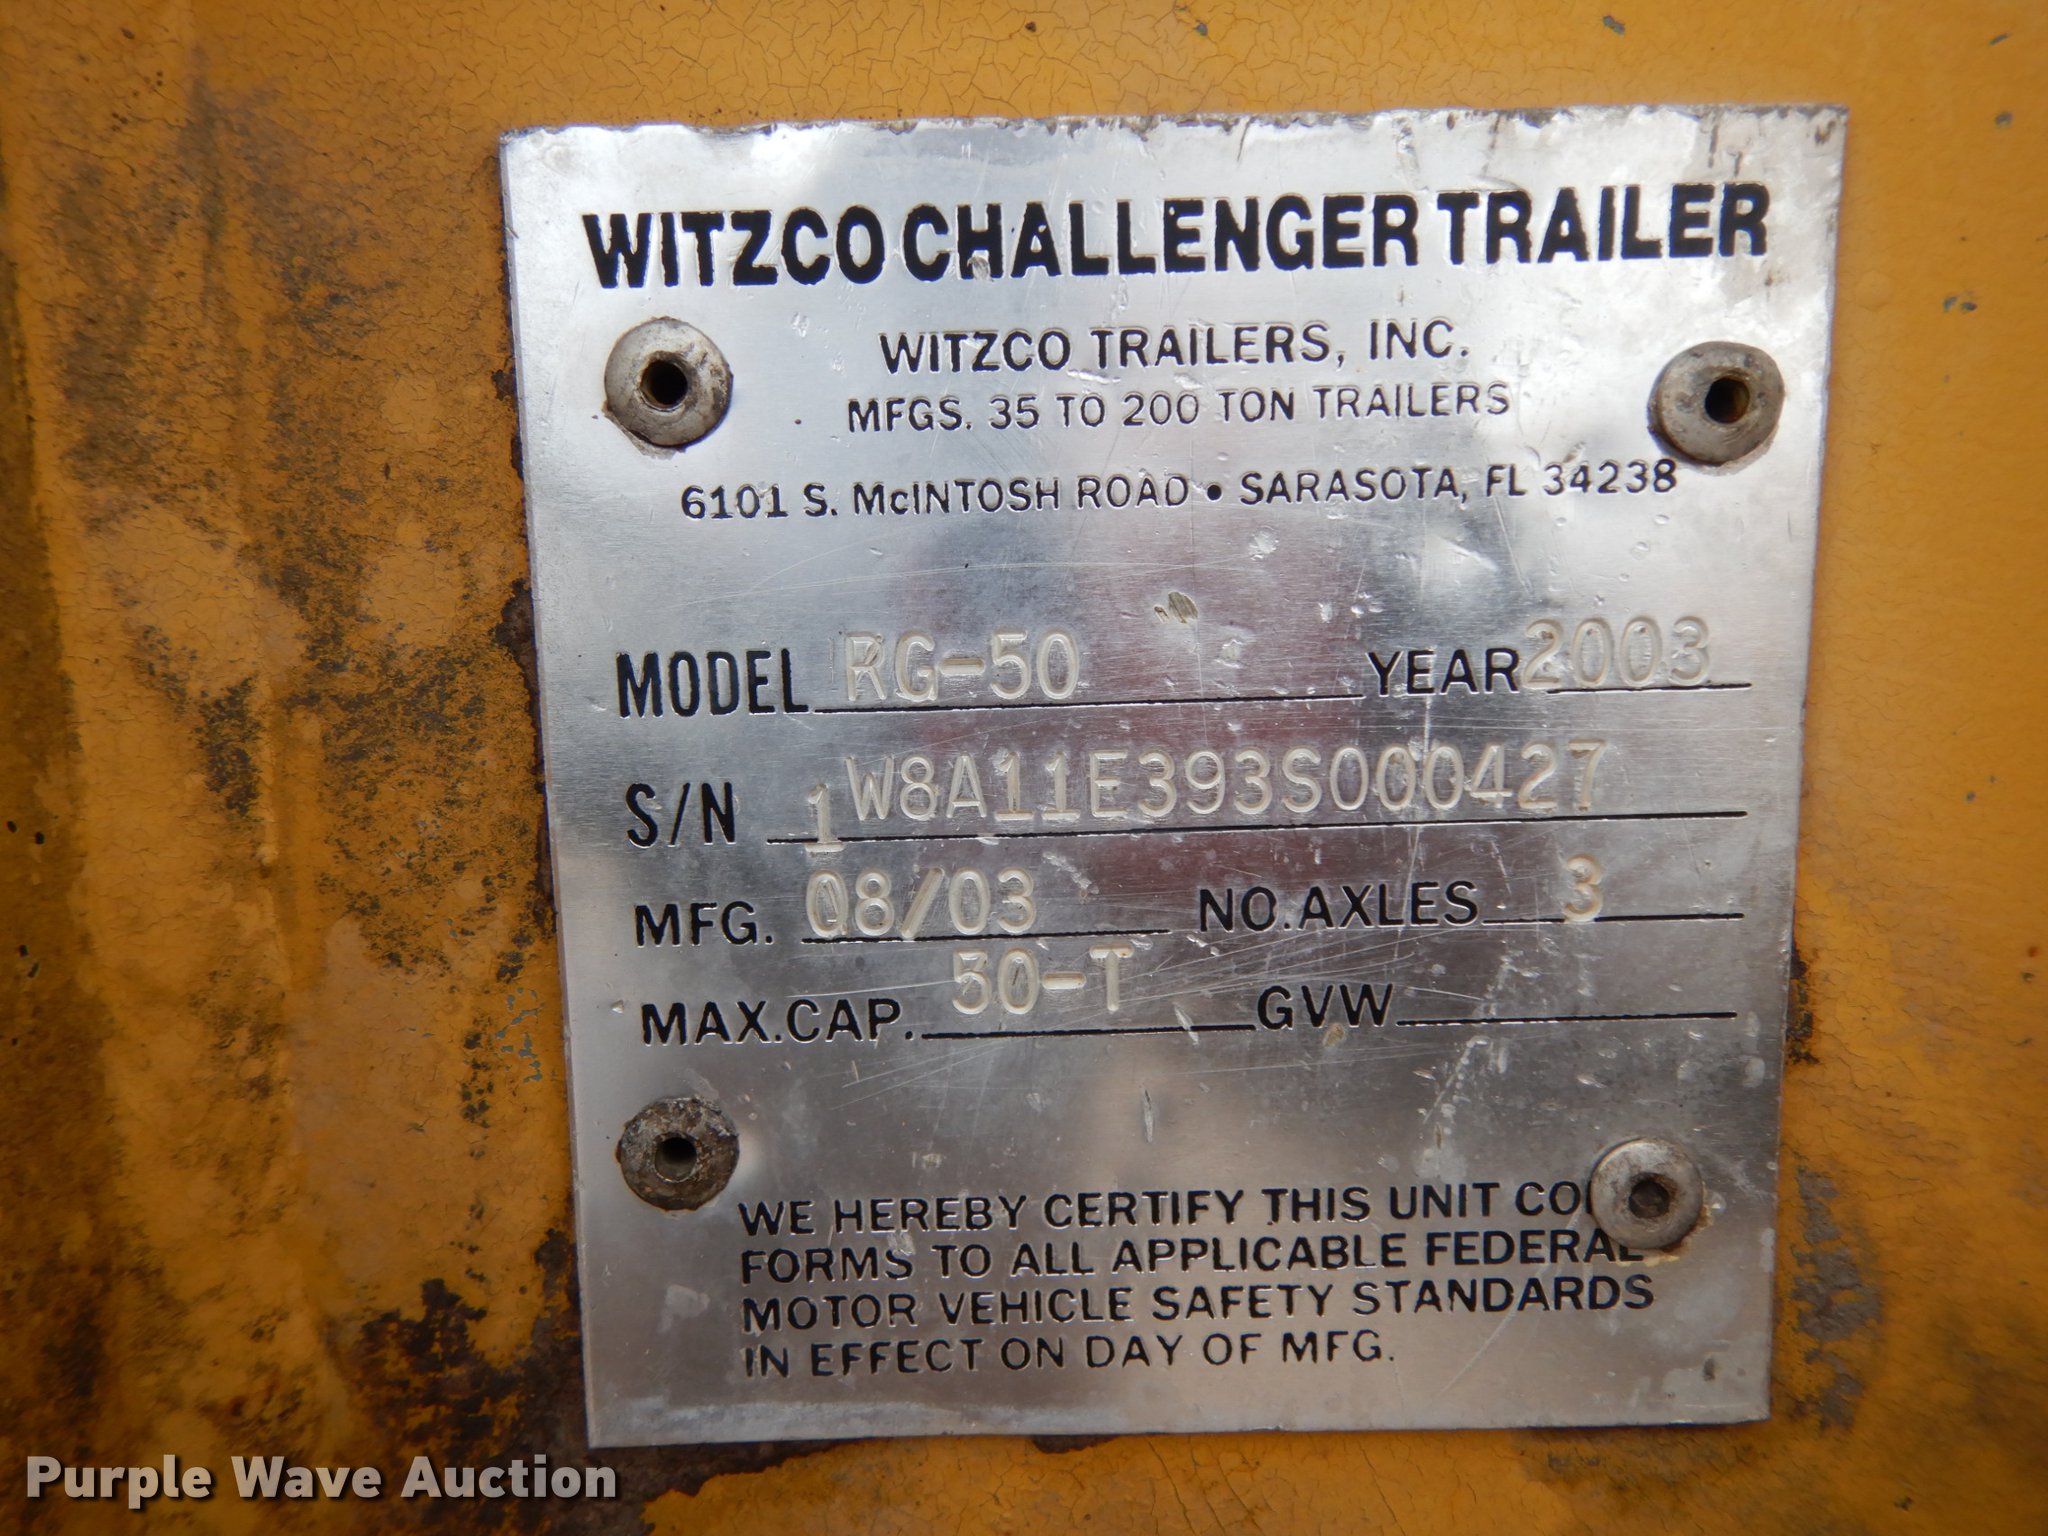 WITZCO CHALLENGER TRAILER
WITZCO TRAILERS, INC.
MFGS. 35 TO 200 TON TRAILERS
6101 S. McINTOSH ROAD • SARASOTA, FL 34238
MODEL RG-50 YEAR 2003
S/N 1W8A11E393S000427
MFG. 08/03 NO. AXLES 3
MAX. CAP. 50-T GVW
WE HEREBY CERTIFY THIS UNIT CO
FORMS TO ALL APPLICABLE FEDERAL
MOTOR VEHICLE SAFETY STANDARDS
IN EFFECT ON DAY OF MFG.
Purple Wave Auction